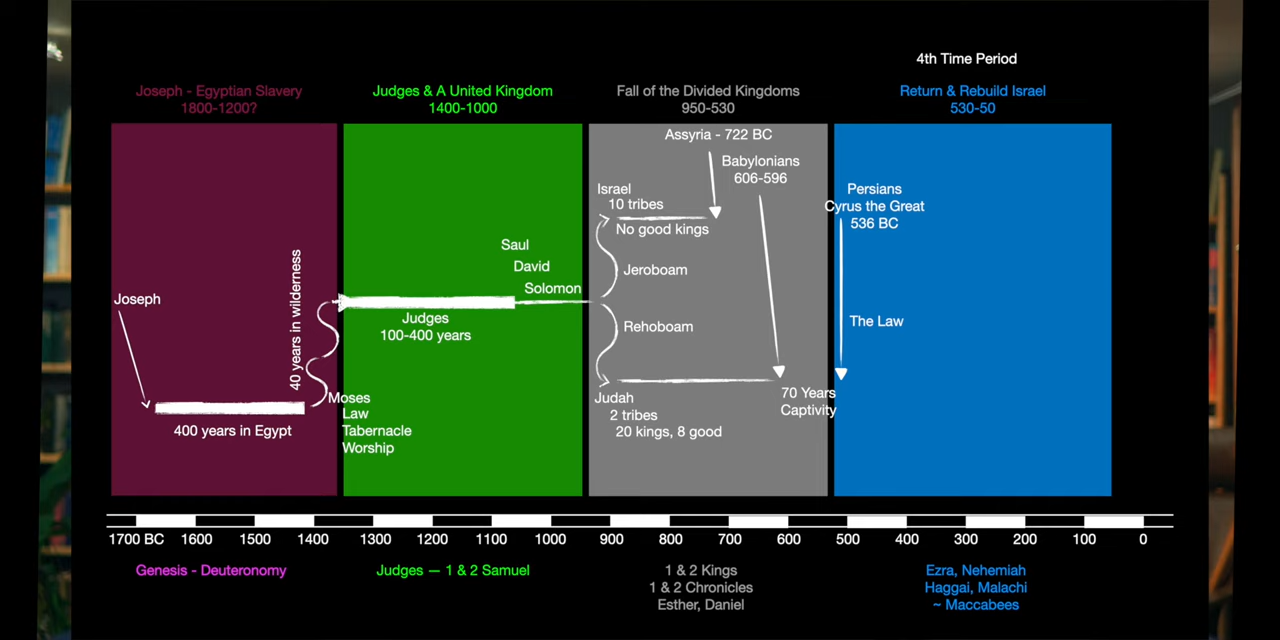 4th Time Period
Joseph - Egyptian Slavery
1800-1200?
Judges & A United Kingdom
1400-1000
Fall of the Divided Kingdoms
950-530
Return & Rebuild Israel
530-50
Joseph
400 years in Egypt
40 years in wilderness
Moses
Law
Tabernacle
Worship
Judges
100-400 years
Saul
David
Solomon
Assyria - 722 BC
Babylonians
606-596
Israel
10 tribes
No good kings
Jeroboam
Rehoboam
Judah
2 tribes
20 kings, 8 good
70 Years
Captivity
Persians
Cyrus the Great
536 BC
The Law
1700 BC 1600 1500 1400 1300 1200 1100 1000 900 800 700 600 500 400 300 200 100 0
Genesis - Deuteronomy
Judges — 1 & 2 Samuel
1 & 2 Kings
1 & 2 Chronicles
Esther, Daniel
Ezra, Nehemiah
Haggai, Malachi
~ Maccabees